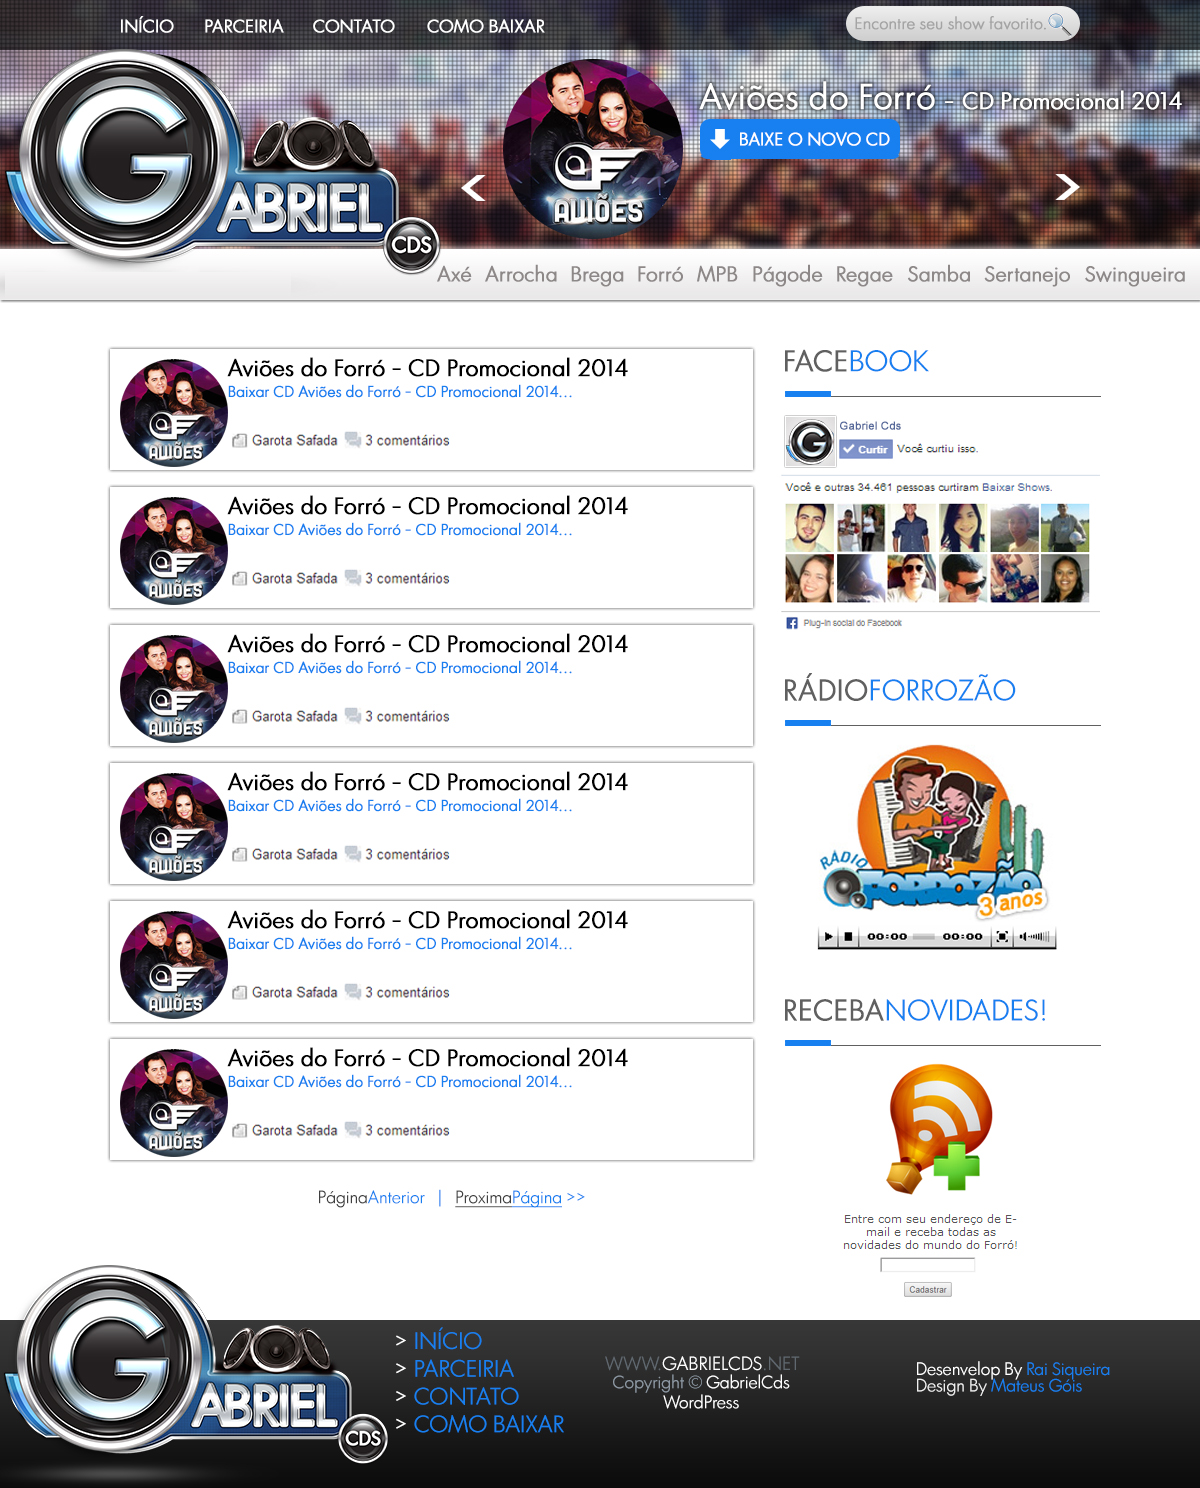 INÍCIO PARCEIRIA CONTATO COMO BAIXAR
Encontre seu show favorito.
GABRIEL
CDS
AVIÕES
Aviões do Forró - CD Promocional 2014
BAIXE O NOVO CD
Axé Arrocha Brega Forró MPB Págode Regae Samba Sertanejo Swingueira
Aviões do Forró - CD Promocional 2014
Baixar CD Aviões do Forró - CD Promocional 2014...
AVIÕES
Garota Safada 3 comentários
Aviões do Forró - CD Promocional 2014
Baixar CD Aviões do Forró - CD Promocional 2014...
AVIÕES
Garota Safada 3 comentários
Aviões do Forró - CD Promocional 2014
Baixar CD Aviões do Forró - CD Promocional 2014...
AVIÕES
Garota Safada 3 comentários
Aviões do Forró - CD Promocional 2014
Baixar CD Aviões do Forró - CD Promocional 2014...
AVIÕES
Garota Safada 3 comentários
Aviões do Forró - CD Promocional 2014
Baixar CD Aviões do Forró - CD Promocional 2014...
AVIÕES
Garota Safada 3 comentários
Aviões do Forró - CD Promocional 2014
Baixar CD Aviões do Forró - CD Promocional 2014...
AVIÕES
Garota Safada 3 comentários
PáginaAnterior | ProximaPágina >>
FACEBOOK
Gabriel Cds
Curtir Você curtiu isso.
Você e outras 34.461 pessoas curtiram Baixar Shows.
Plug-in social do Facebook
RÁDIOFORROZÃO
RÁDIO
FORROZÃO
3 anos
00:00 00:00
RECEBANOVIDADES!
Entre com seu endereço de E-
mail e receba todas as
novidades do mundo do Forró!
Cadastrar
GABRIEL
CDS
> INÍCIO
> PARCEIRIA
> CONTATO
> COMO BAIXAR
WWW.GABRIELCDS.NET
Copyright © GabrielCds
WordPress
Desenvelop By Rai Siqueira
Design By Mateus Góis